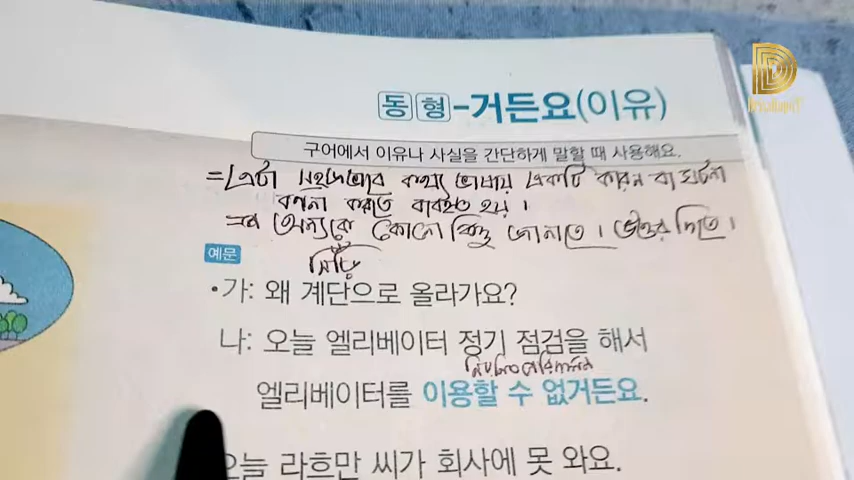 동 형 -거든요(이유)
구어에서 이유나 사실을 간단하게 말할 때 사용해요.
= এটা সহজভাবে কথ্য ভাষায় একটি কারন বা ঘটনা
বর্ণনা করতে ব্যবহৃত হয়।
অন্যকে কোনো কিছু জানাতে। উত্তর দিতে।
예문
সিঁড়ি
•가: 왜 계단으로 올라가요?
나: 오늘 엘리베이터 정기 점검을 해서
엘리베이터를 이용할 수 없거든요.
오늘 라흐만 씨가 회사에 못 와요.